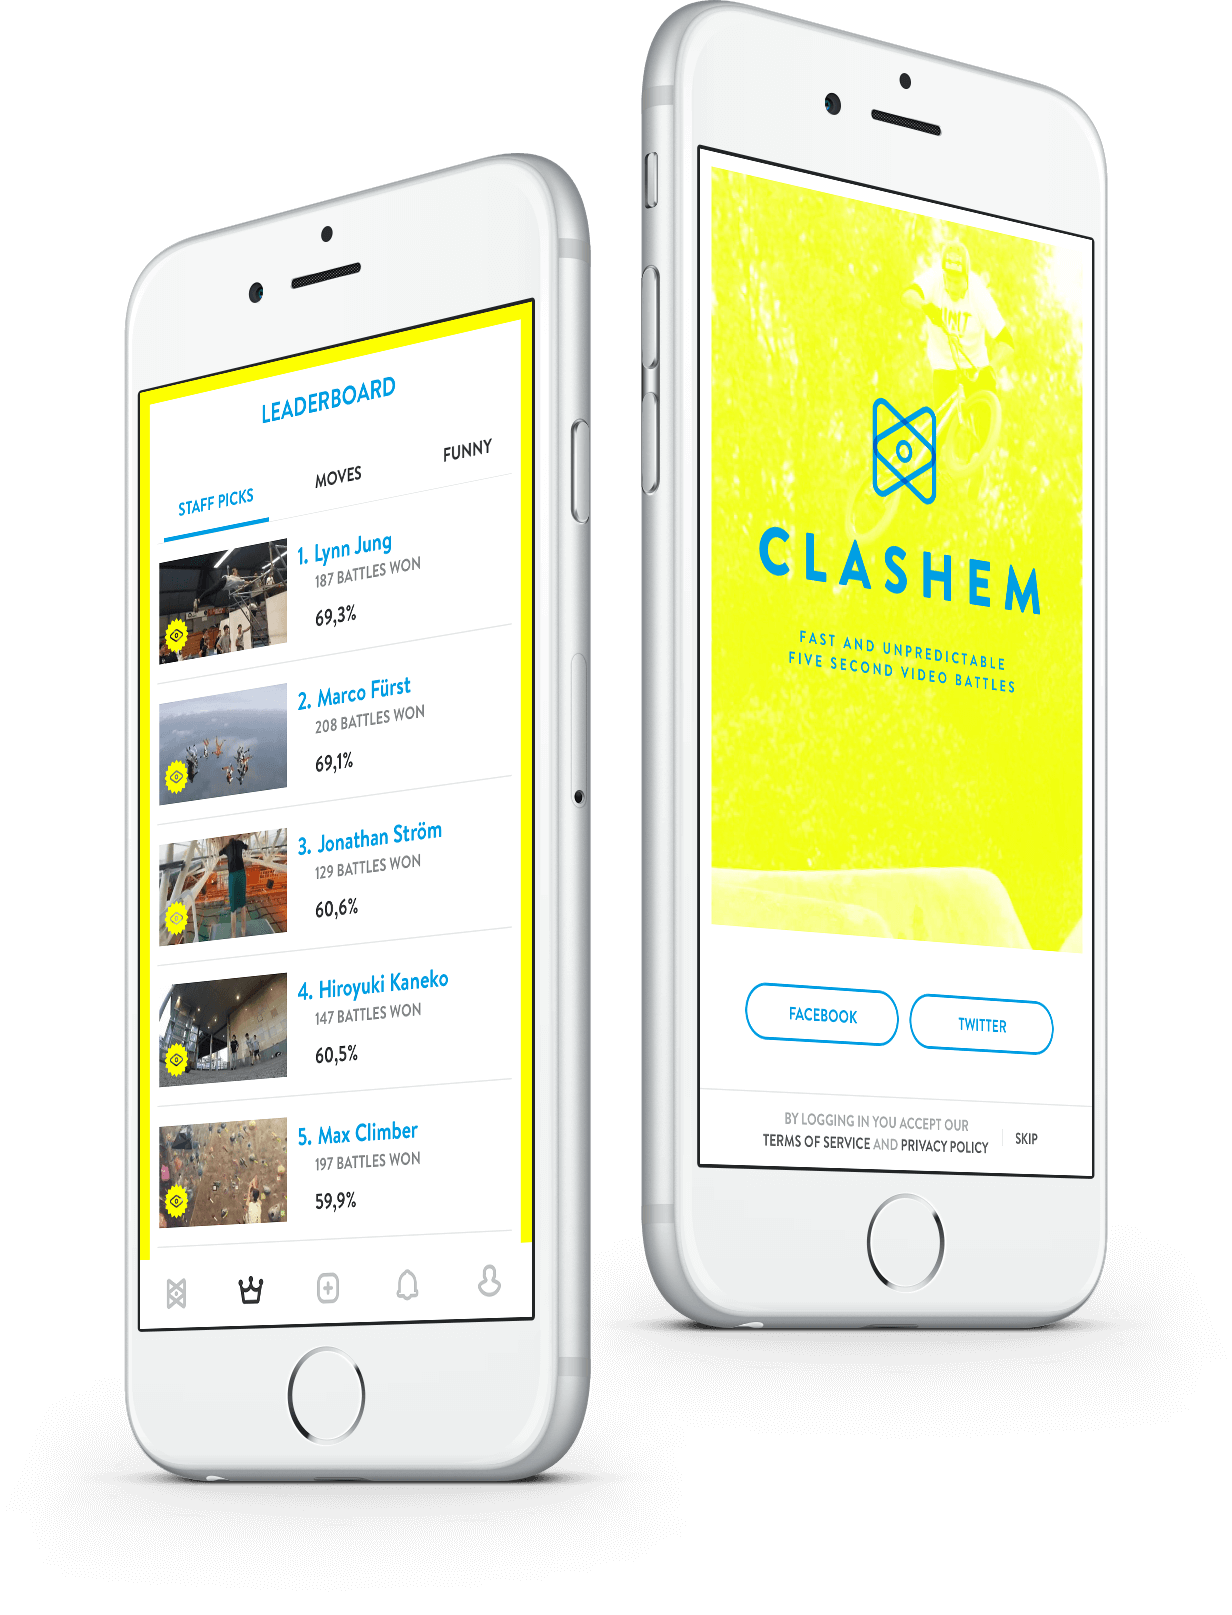 LEADERBOARD
STAFF PICKS
MOVES
FUNNY
1. Lynn Jung
187 BATTLES WON
69,3%
2. Marco Fürst
208 BATTLES WON
69,1%
3. Jonathan Ström
129 BATTLES WON
60,6%
4. Hiroyuki Kaneko
147 BATTLES WON
60,5%
5. Max Climber
197 BATTLES WON
59,9%
CLASHEM
FAST AND UNPREDICTABLE
FIVE SECOND VIDEO BATTLES
FACEBOOK
TWITTER
BY LOGGING IN YOU ACCEPT OUR
TERMS OF SERVICE AND PRIVACY POLICY
SKIP